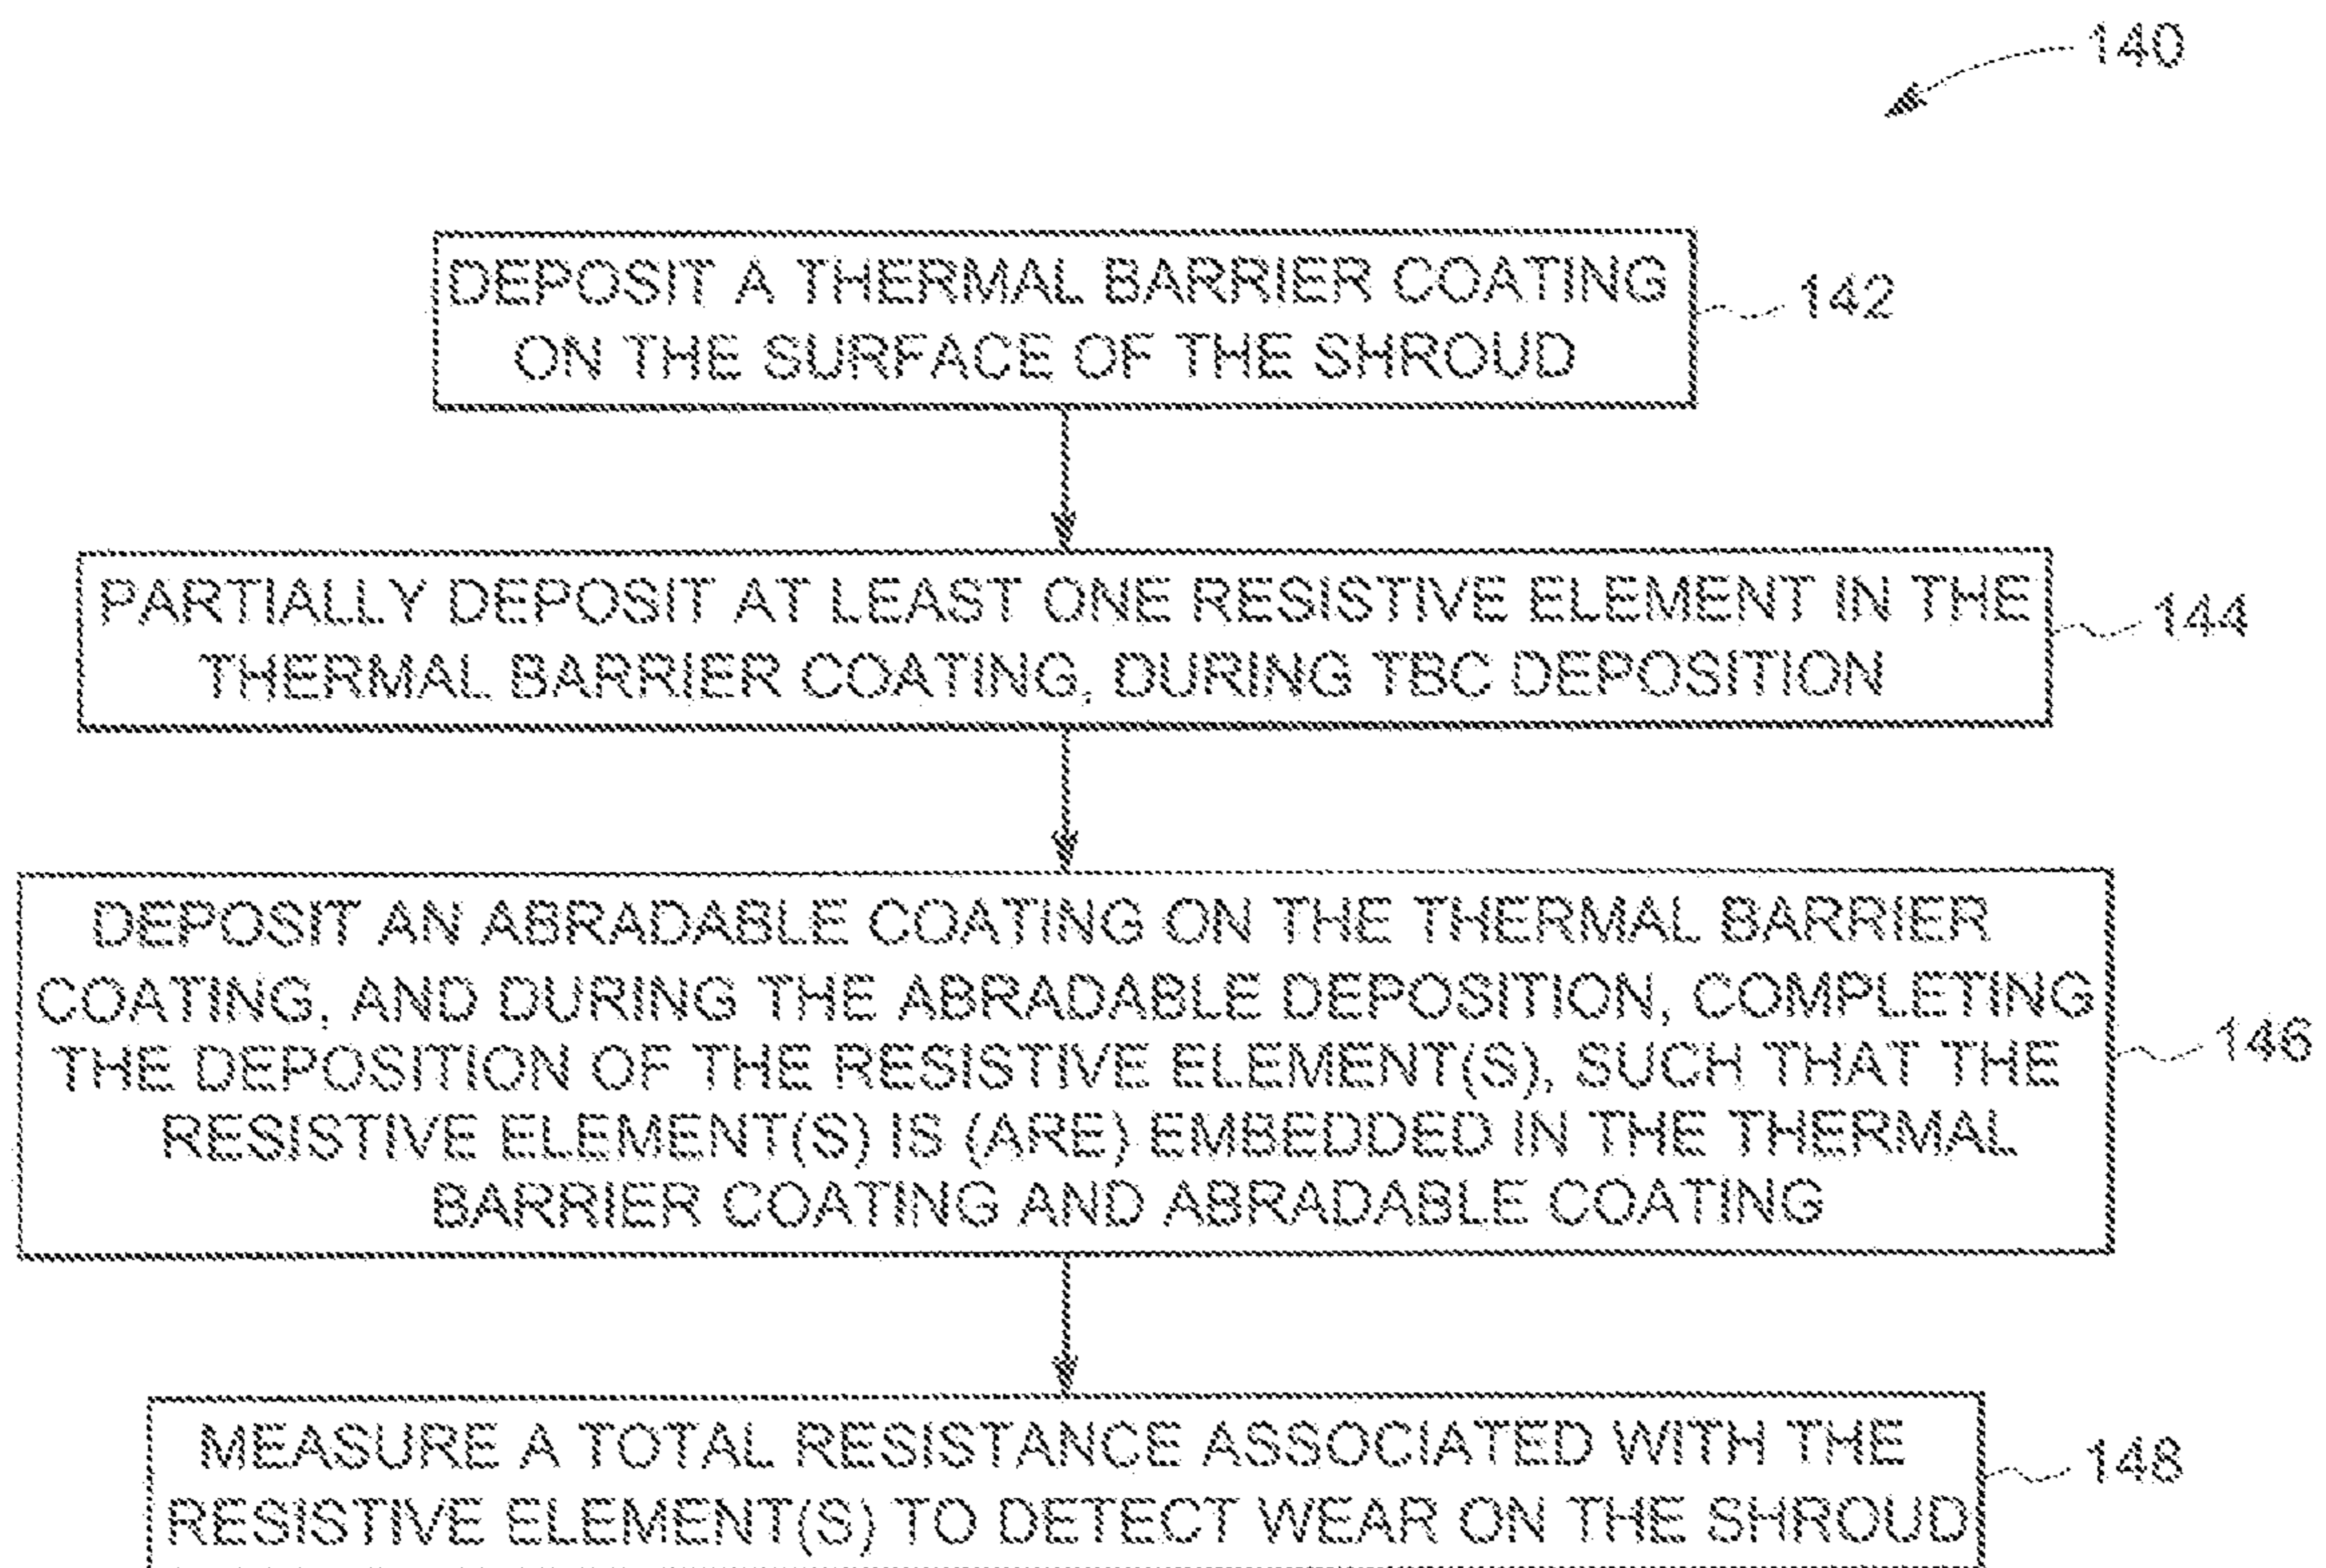 140
DEPOSIT A THERMAL BARRIER COATING
ON THE SURFACE OF THE SHROUD
142
PARTIALLY DEPOSIT AT LEAST ONE RESISTIVE ELEMENT IN THE
THERMAL BARRIER COATING, DURING TBC DEPOSITION
144
DEPOSIT AN ABRADABLE COATING ON THE THERMAL BARRIER
COATING, AND DURING THE ABRADABLE DEPOSITION, COMPLETING
THE DEPOSITION OF THE RESISTIVE ELEMENT(S), SUCH THAT THE
RESISTIVE ELEMENT(S) IS (ARE) EMBEDDED IN THE THERMAL
BARRIER COATING AND ABRADABLE COATING
146
MEASURE A TOTAL RESISTANCE ASSOCIATED WITH THE
RESISTIVE ELEMENT(S) TO DETECT WEAR ON THE SHROUD
148